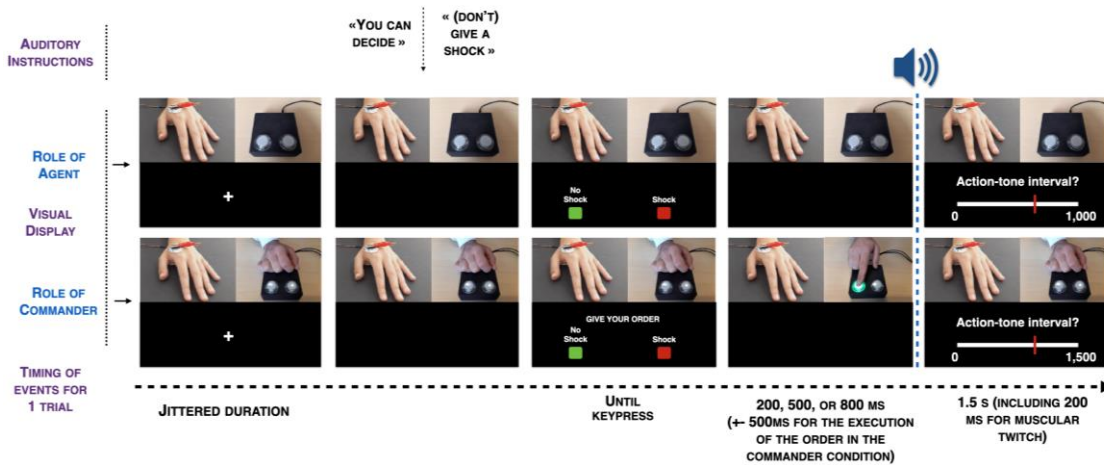 «YOU CAN
DECIDE »
« (DON'T)
GIVE A
SHOCK »
AUDITORY
INSTRUCTIONS
ROLE OF
AGENT
VISUAL
DISPLAY
ROLE OF
COMMANDER
TIMING OF
EVENTS FOR
1 TRIAL
+
No
Shock
Shock
Action-tone interval?
0
1,000
+
GIVE YOUR ORDER
No
Shock
Shock
Action-tone interval?
0
1,500
JITTERED DURATION
UNTIL
KEYPRESS
200, 500, OR 800 MS
(+- 500MS FOR THE EXECUTION
OF THE ORDER IN THE
COMMANDER CONDITION)
1.5 S (INCLUDING 200
MS FOR MUSCULAR
TWITCH)